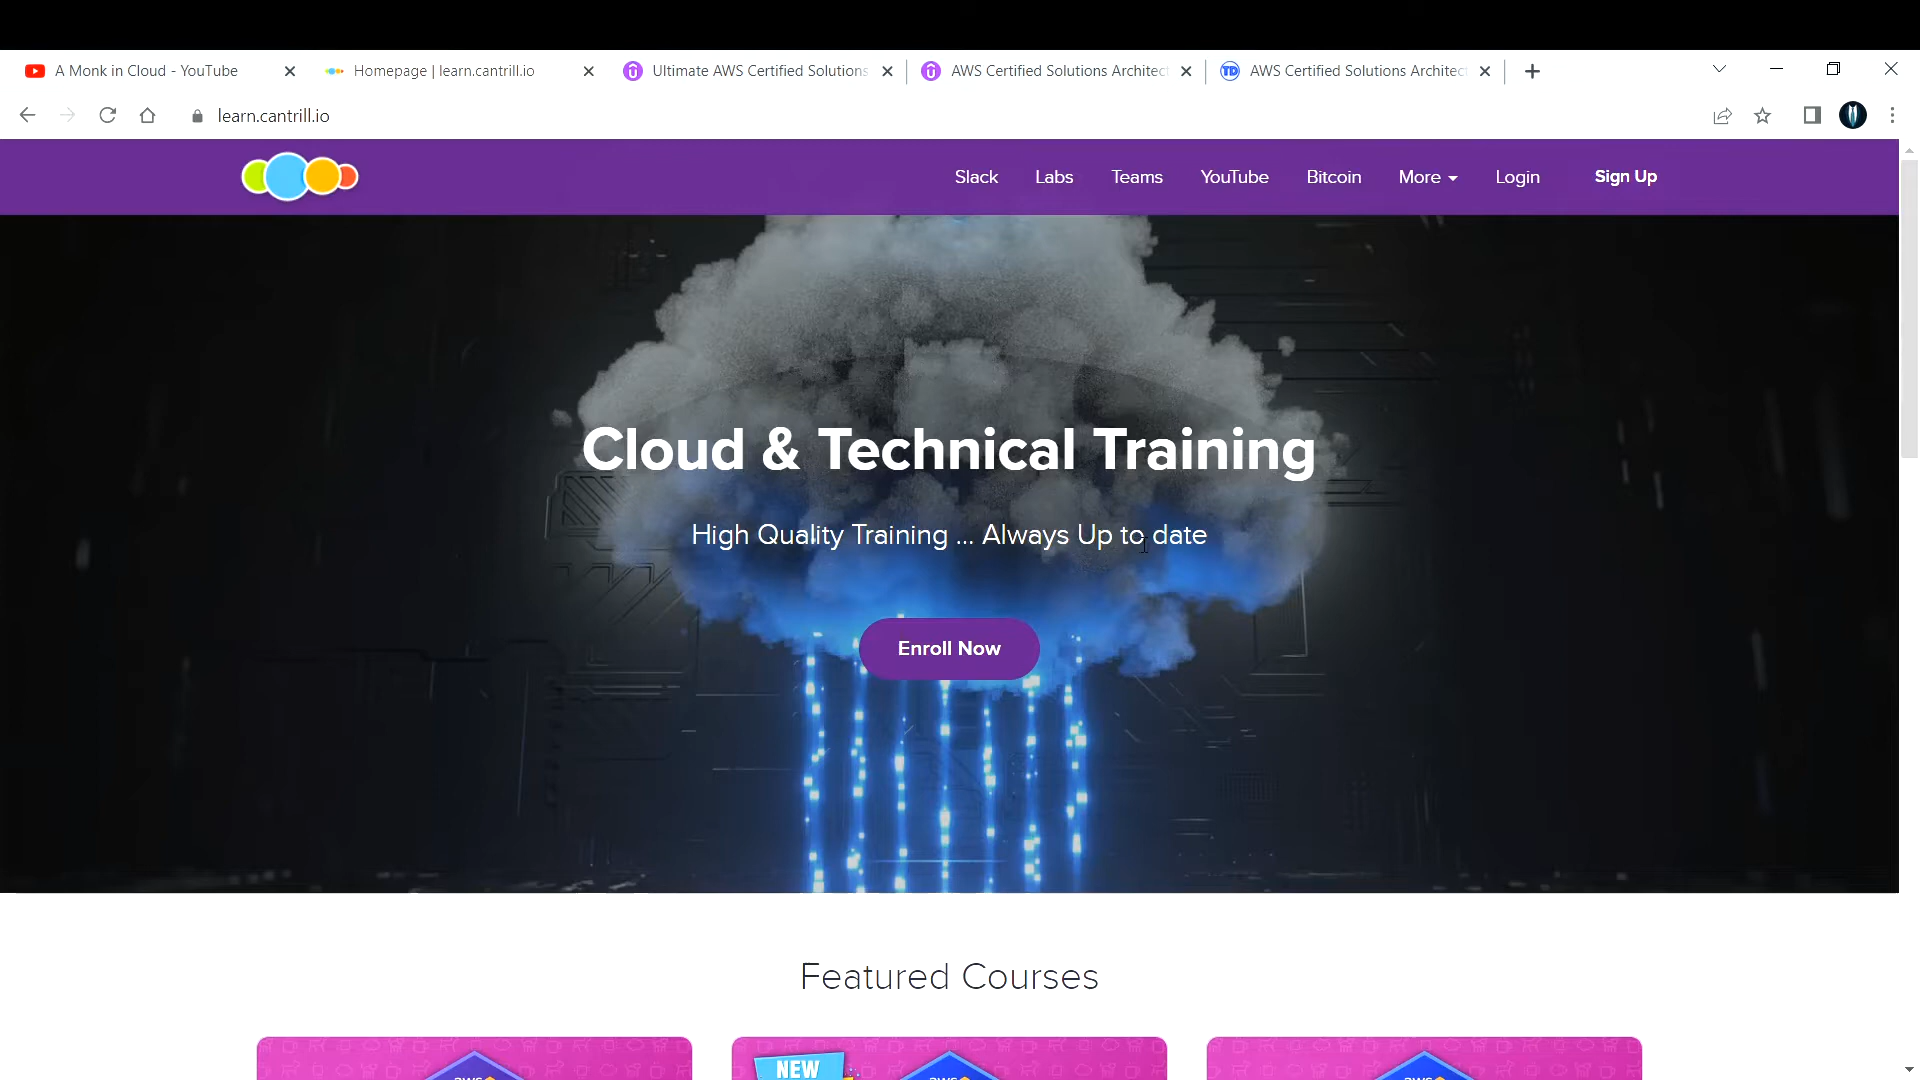 A Monk in Cloud - YouTube
Homepage | learn.cantrill.io
Ultimate AWS Certified Solutions
AWS Certified Solutions Architect
TD
AWS Certified Solutions Architect
learn.cantrill.io
Slack
Labs
Teams
YouTube
Bitcoin
More
Login
Sign Up
Cloud & Technical Training
High Quality Training ... Always Up to date
Enroll Now
Featured Courses
NEW